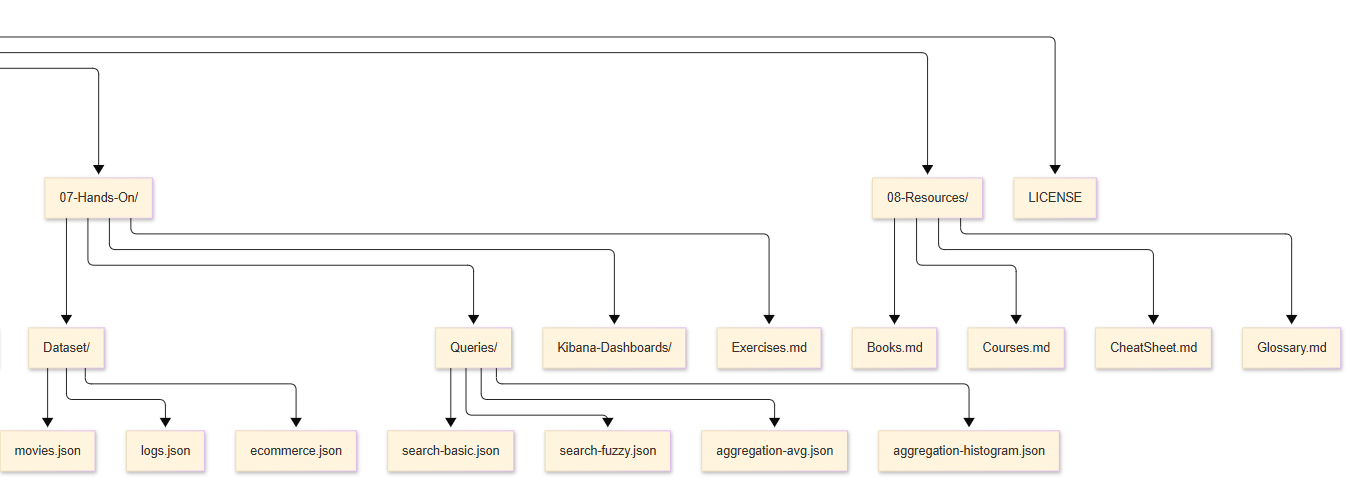 07-Hands-On/
08-Resources/
LICENSE
Dataset/
Queries/
Kibana-Dashboards/
Exercises.md
Books.md
Courses.md
CheatSheet.md
Glossary.md
movies.json
logs.json
ecommerce.json
search-basic.json
search-fuzzy.json
aggregation-avg.json
aggregation-histogram.json